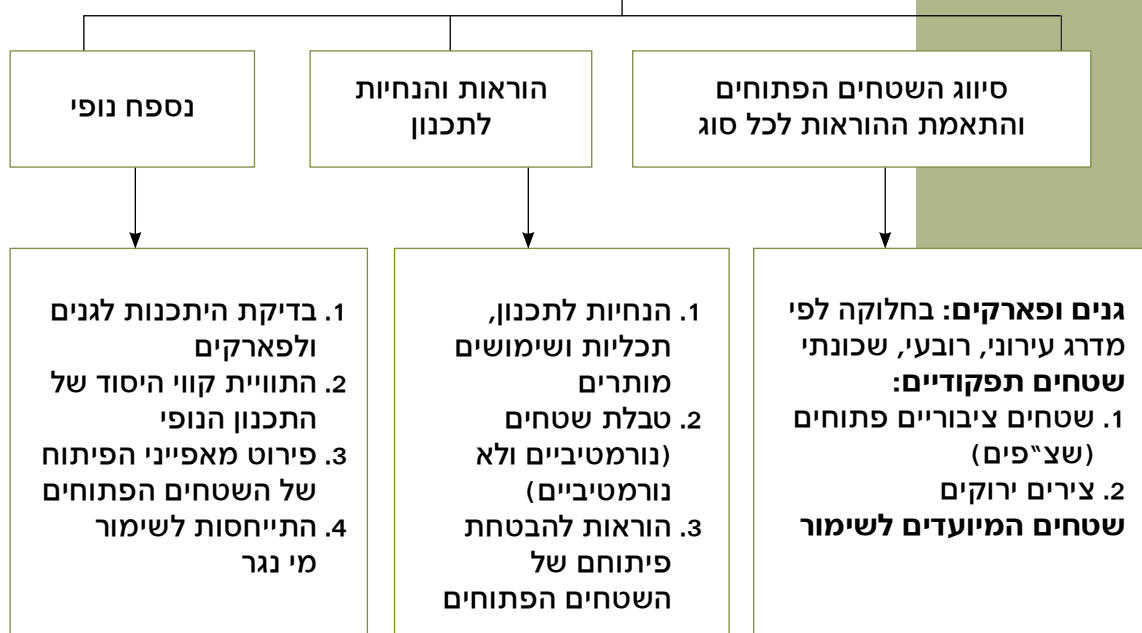 סיווג השטחים הפתוחים
והתאמת ההוראות לכל סוג
הוראות והנחיות
לתכנון
נספח נופי
גנים ופארקים: בחלוקה לפי
מדרג עירוני, רובעי, שכונתי
שטחים תפקודיים:
1. שטחים ציבוריים פתוחים
(שצ"פים)
2. צירים ירוקים
שטחים המיועדים לשימור
1. הנחיות לתכנון,
תכליות ושימושים
מותרים
2. טבלת שטחים
(נורמטיביים ולא
נורמטיביים)
3. הוראות להבטחת
פיתוחם של
השטחים הפתוחים
1. בדיקת היתכנות לגנים
ולפארקים
2. התוויית קווי היסוד של
התכנון הנופי
3. פירוט מאפייני הפיתוח
של השטחים הפתוחים
4. התייחסות לשימור
מי נגר